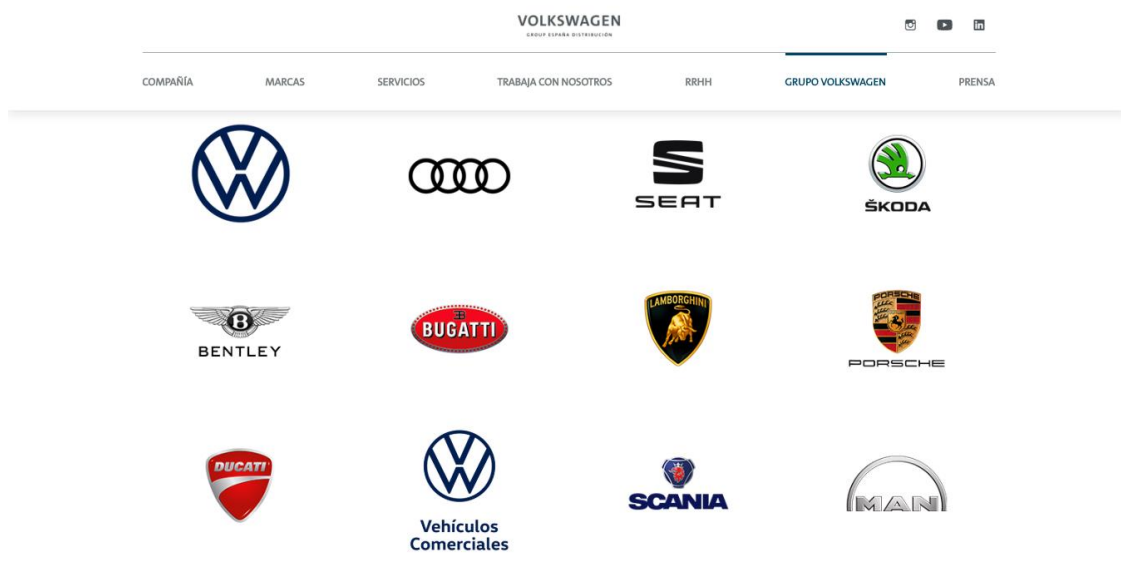 VOLKSWAGEN
GROUP ESPAÑA DISTRIBUCIÓN
COMPAÑÍA MARCAS SERVICIOS TRABAJA CON NOSOTROS RRHH GRUPO VOLKSWAGEN PRENSA
SEAT
ŠKODA
BENTLEY
BUGATTI
LAMBORGHINI
PORSCHE
PORSCHE
DUCATI
Vehículos
Comerciales
SCANIA
MAN